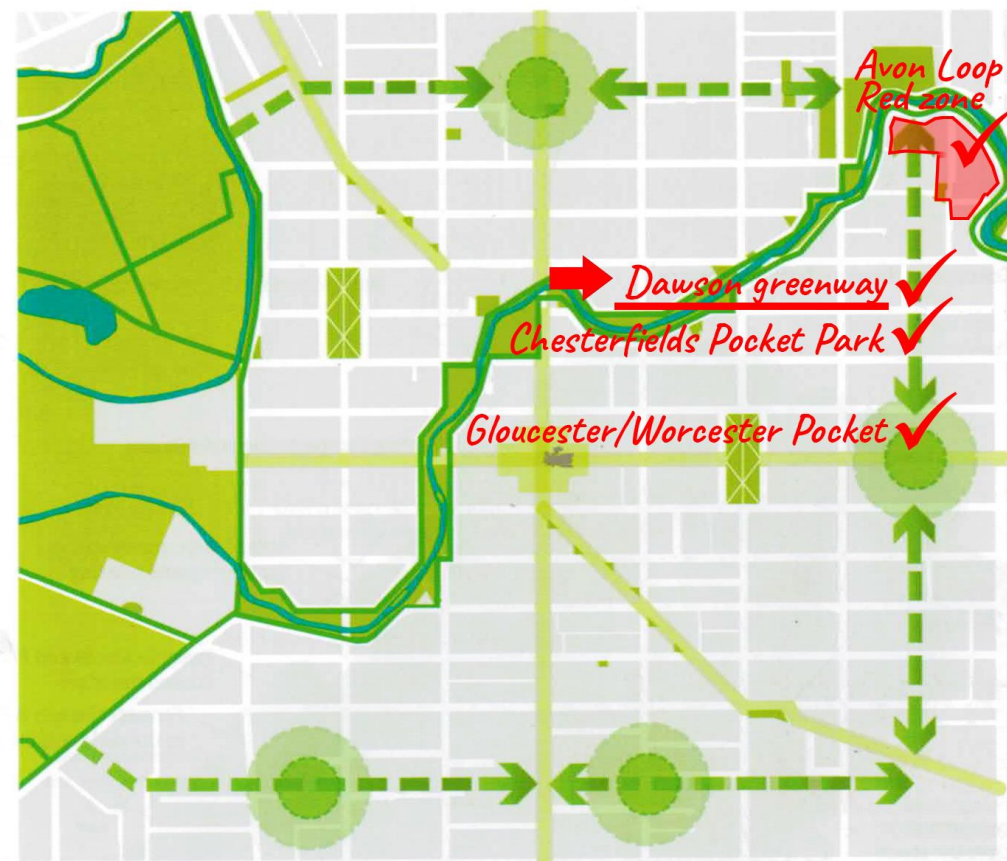 Avon Loop
Red zone
Dawson greenway
Chesterfields Pocket Park
Gloucester/Worcester Pocket